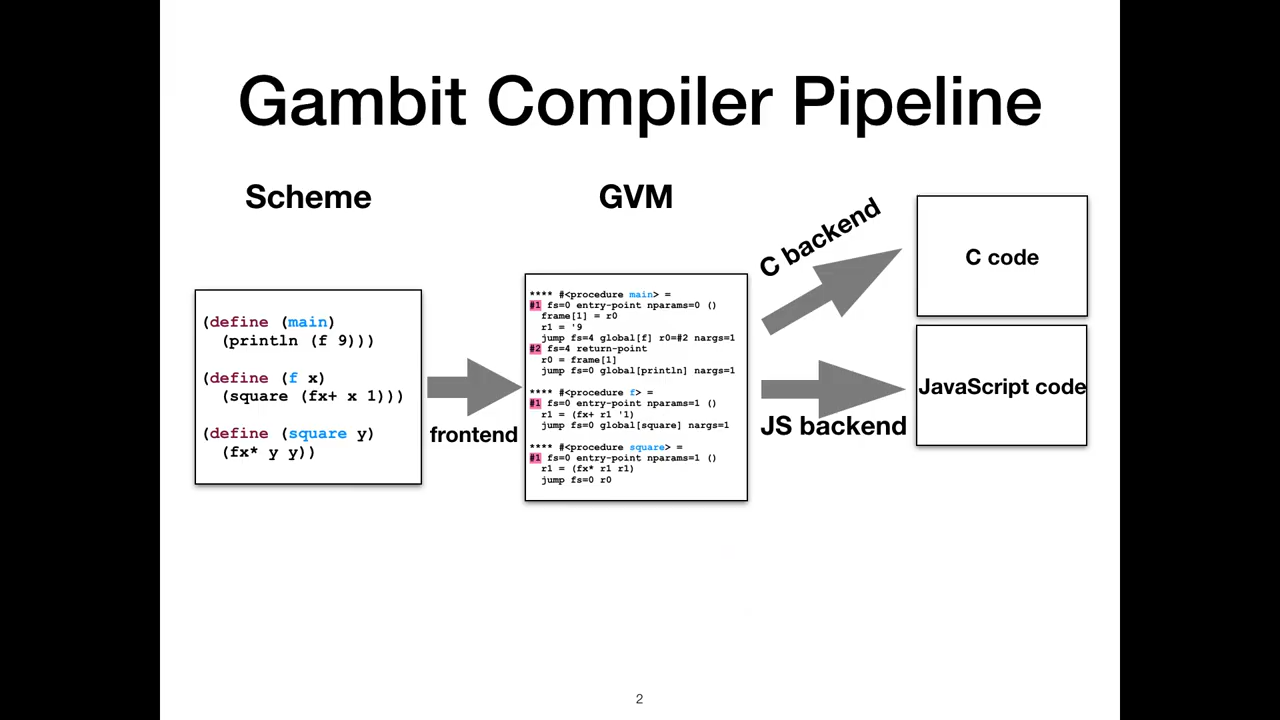 Gambit Compiler Pipeline
Scheme
(define (main)
  (println (f 9)))
(define (f x)
  (square (fx+ x 1)))
(define (square y)
  (fx* y y))
frontend
GVM
**** #<procedure main> =
#1 fs=0 entry-point nparams=0 ()
  frame[1] = r0
  r1 = '9
  jump fs=4 global[f] r0=#2 nargs=1
#2 fs=4 return-point
  r0 = frame[1]
  jump fs=0 global[println] nargs=1
**** #<procedure f> =
#1 fs=0 entry-point nparams=1 ()
  r1 = (fx+ r1 '1)
  jump fs=0 global[square] nargs=1
**** #<procedure square> =
#1 fs=0 entry-point nparams=1 ()
  r1 = (fx* r1 r1)
  jump fs=0 r0
C backend
C code
JS backend
JavaScript code
2